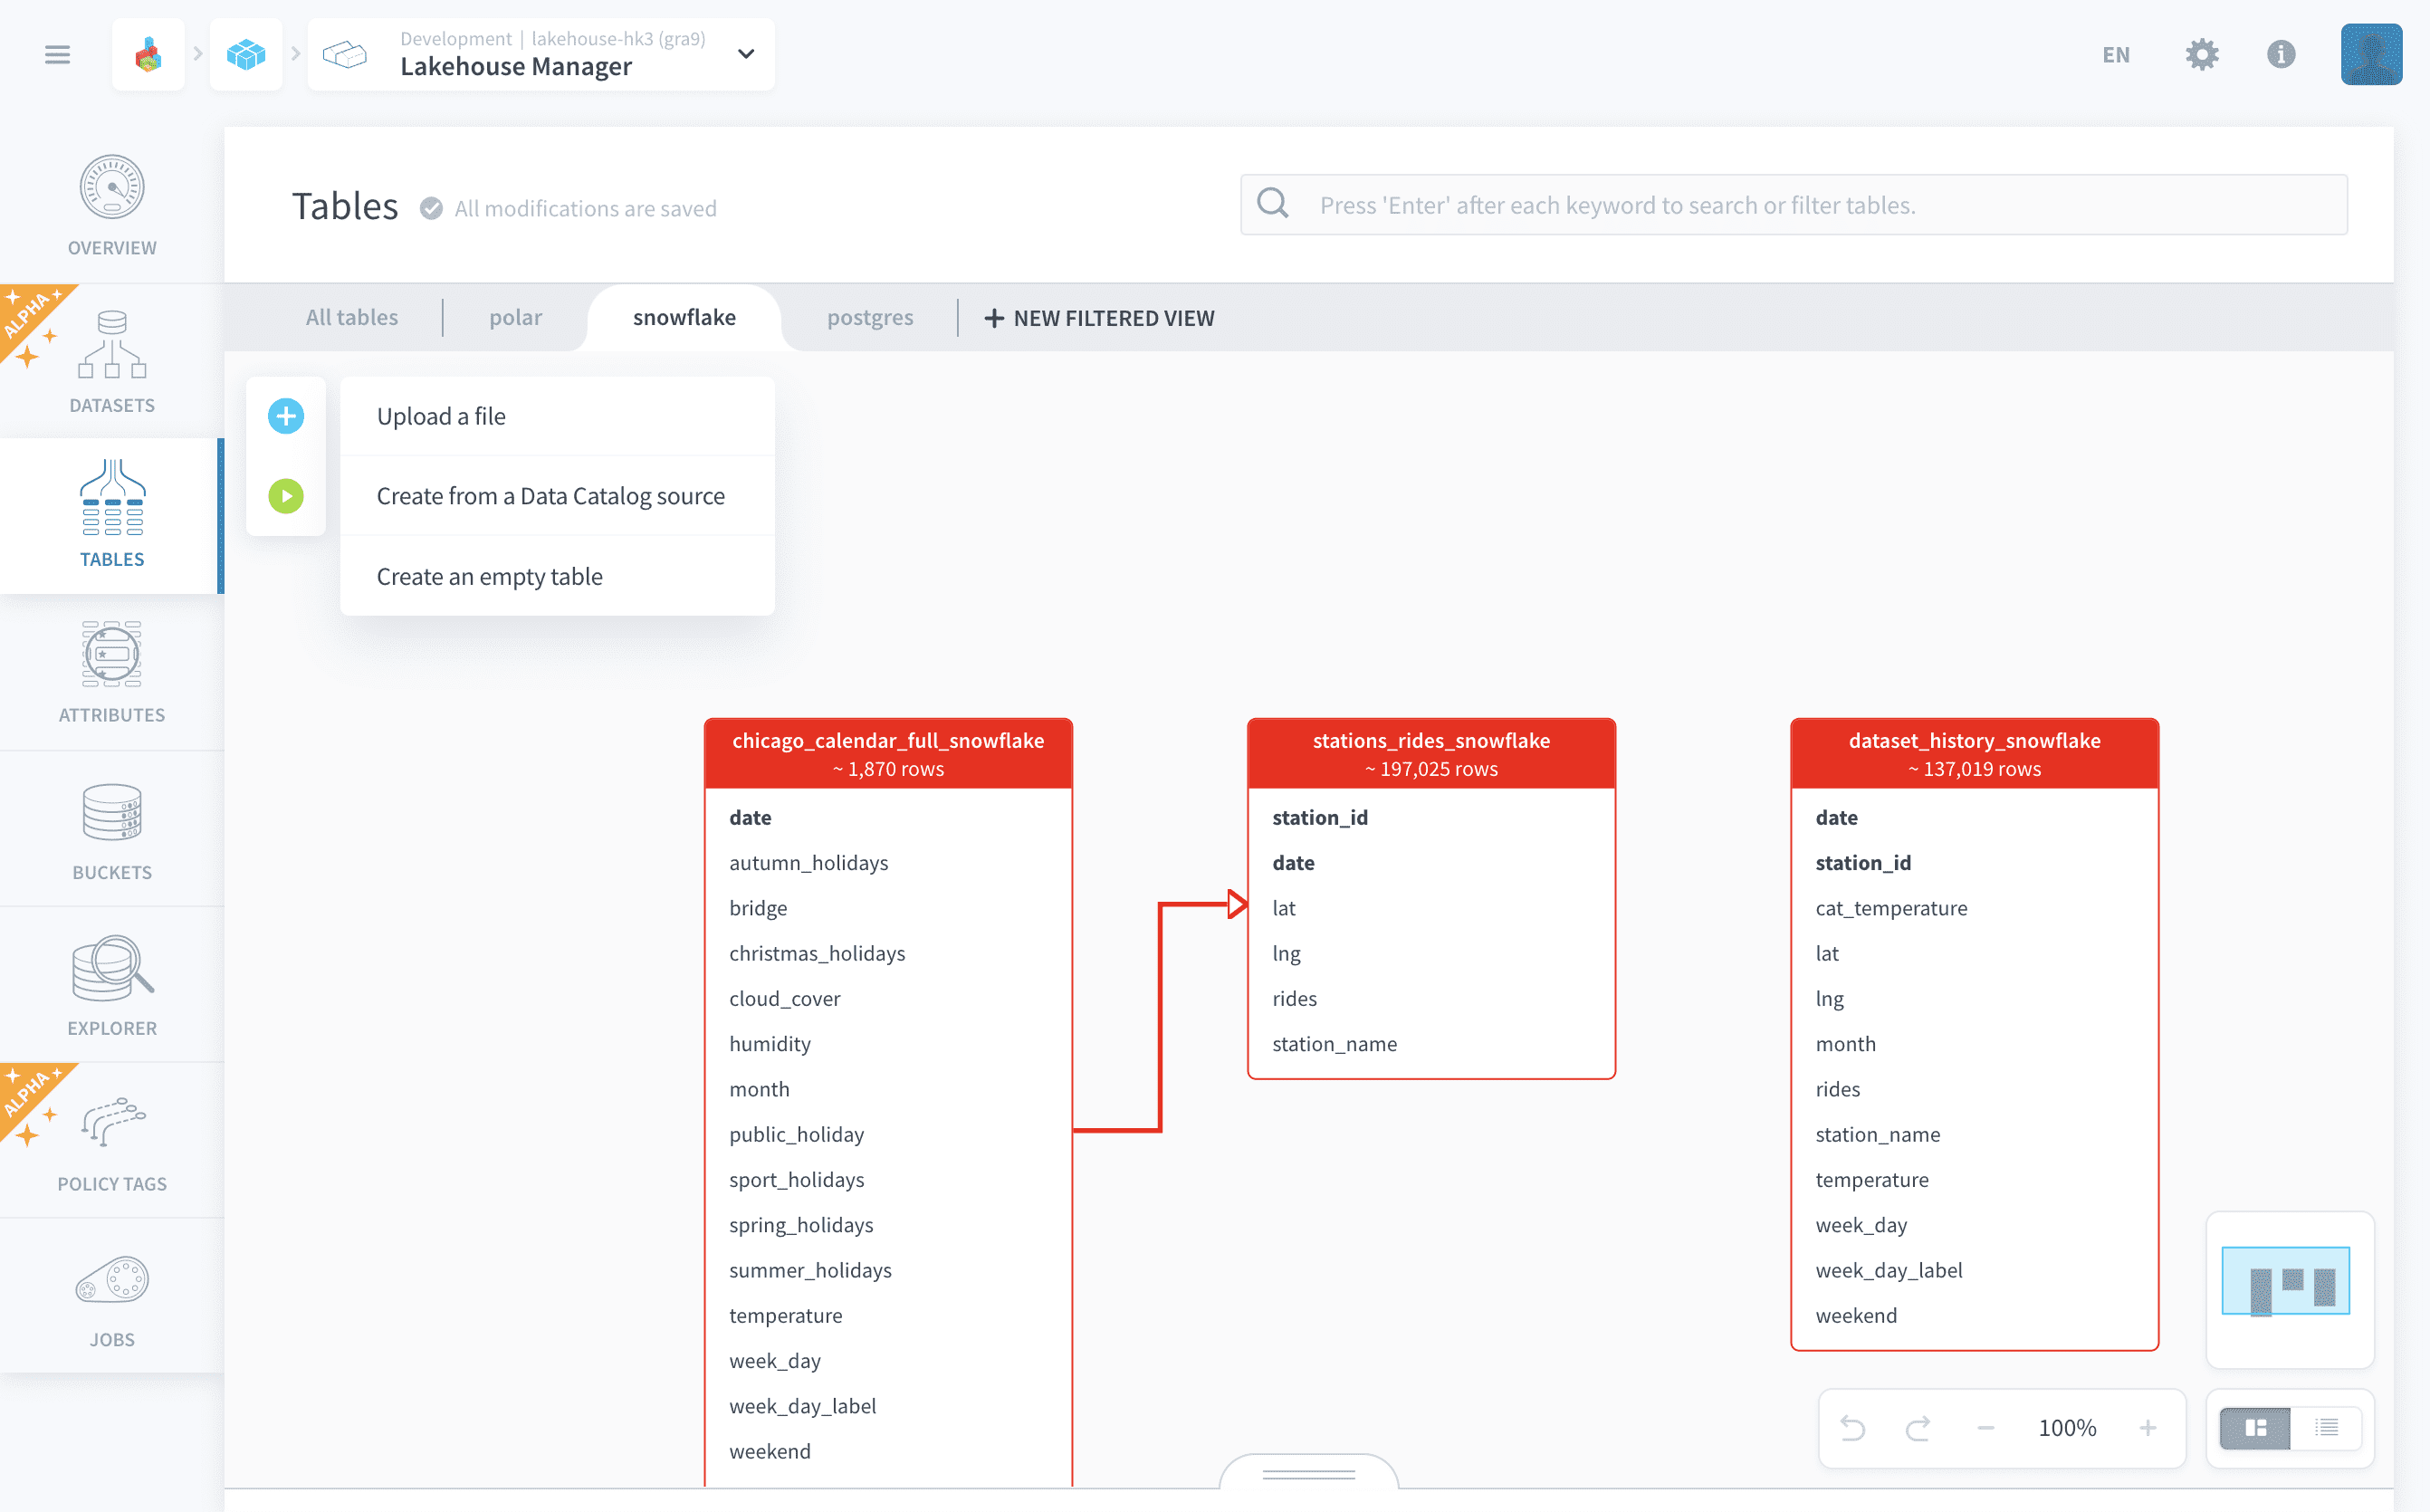 Development | lakehouse-hk3 (gra9)
Lakehouse Manager
EN
OVERVIEW
ALPHA
DATASETS
TABLES
ATTRIBUTES
BUCKETS
EXPLORER
ALPHA
POLICY TAGS
JOBS
Tables
All modifications are saved
Press 'Enter' after each keyword to search or filter tables.
All tables
polar
snowflake
postgres
NEW FILTERED VIEW
Upload a file
Create from a Data Catalog source
Create an empty table
chicago_calendar_full_snowflake
~ 1,870 rows
date
autumn_holidays
bridge
christmas_holidays
cloud_cover
humidity
month
public_holiday
sport_holidays
spring_holidays
summer_holidays
temperature
week_day
week_day_label
weekend
stations_rides_snowflake
~ 197,025 rows
station_id
date
lat
lng
rides
station_name
dataset_history_snowflake
~ 137,019 rows
date
station_id
cat_temperature
lat
lng
month
rides
station_name
temperature
week_day
week_day_label
weekend
100%